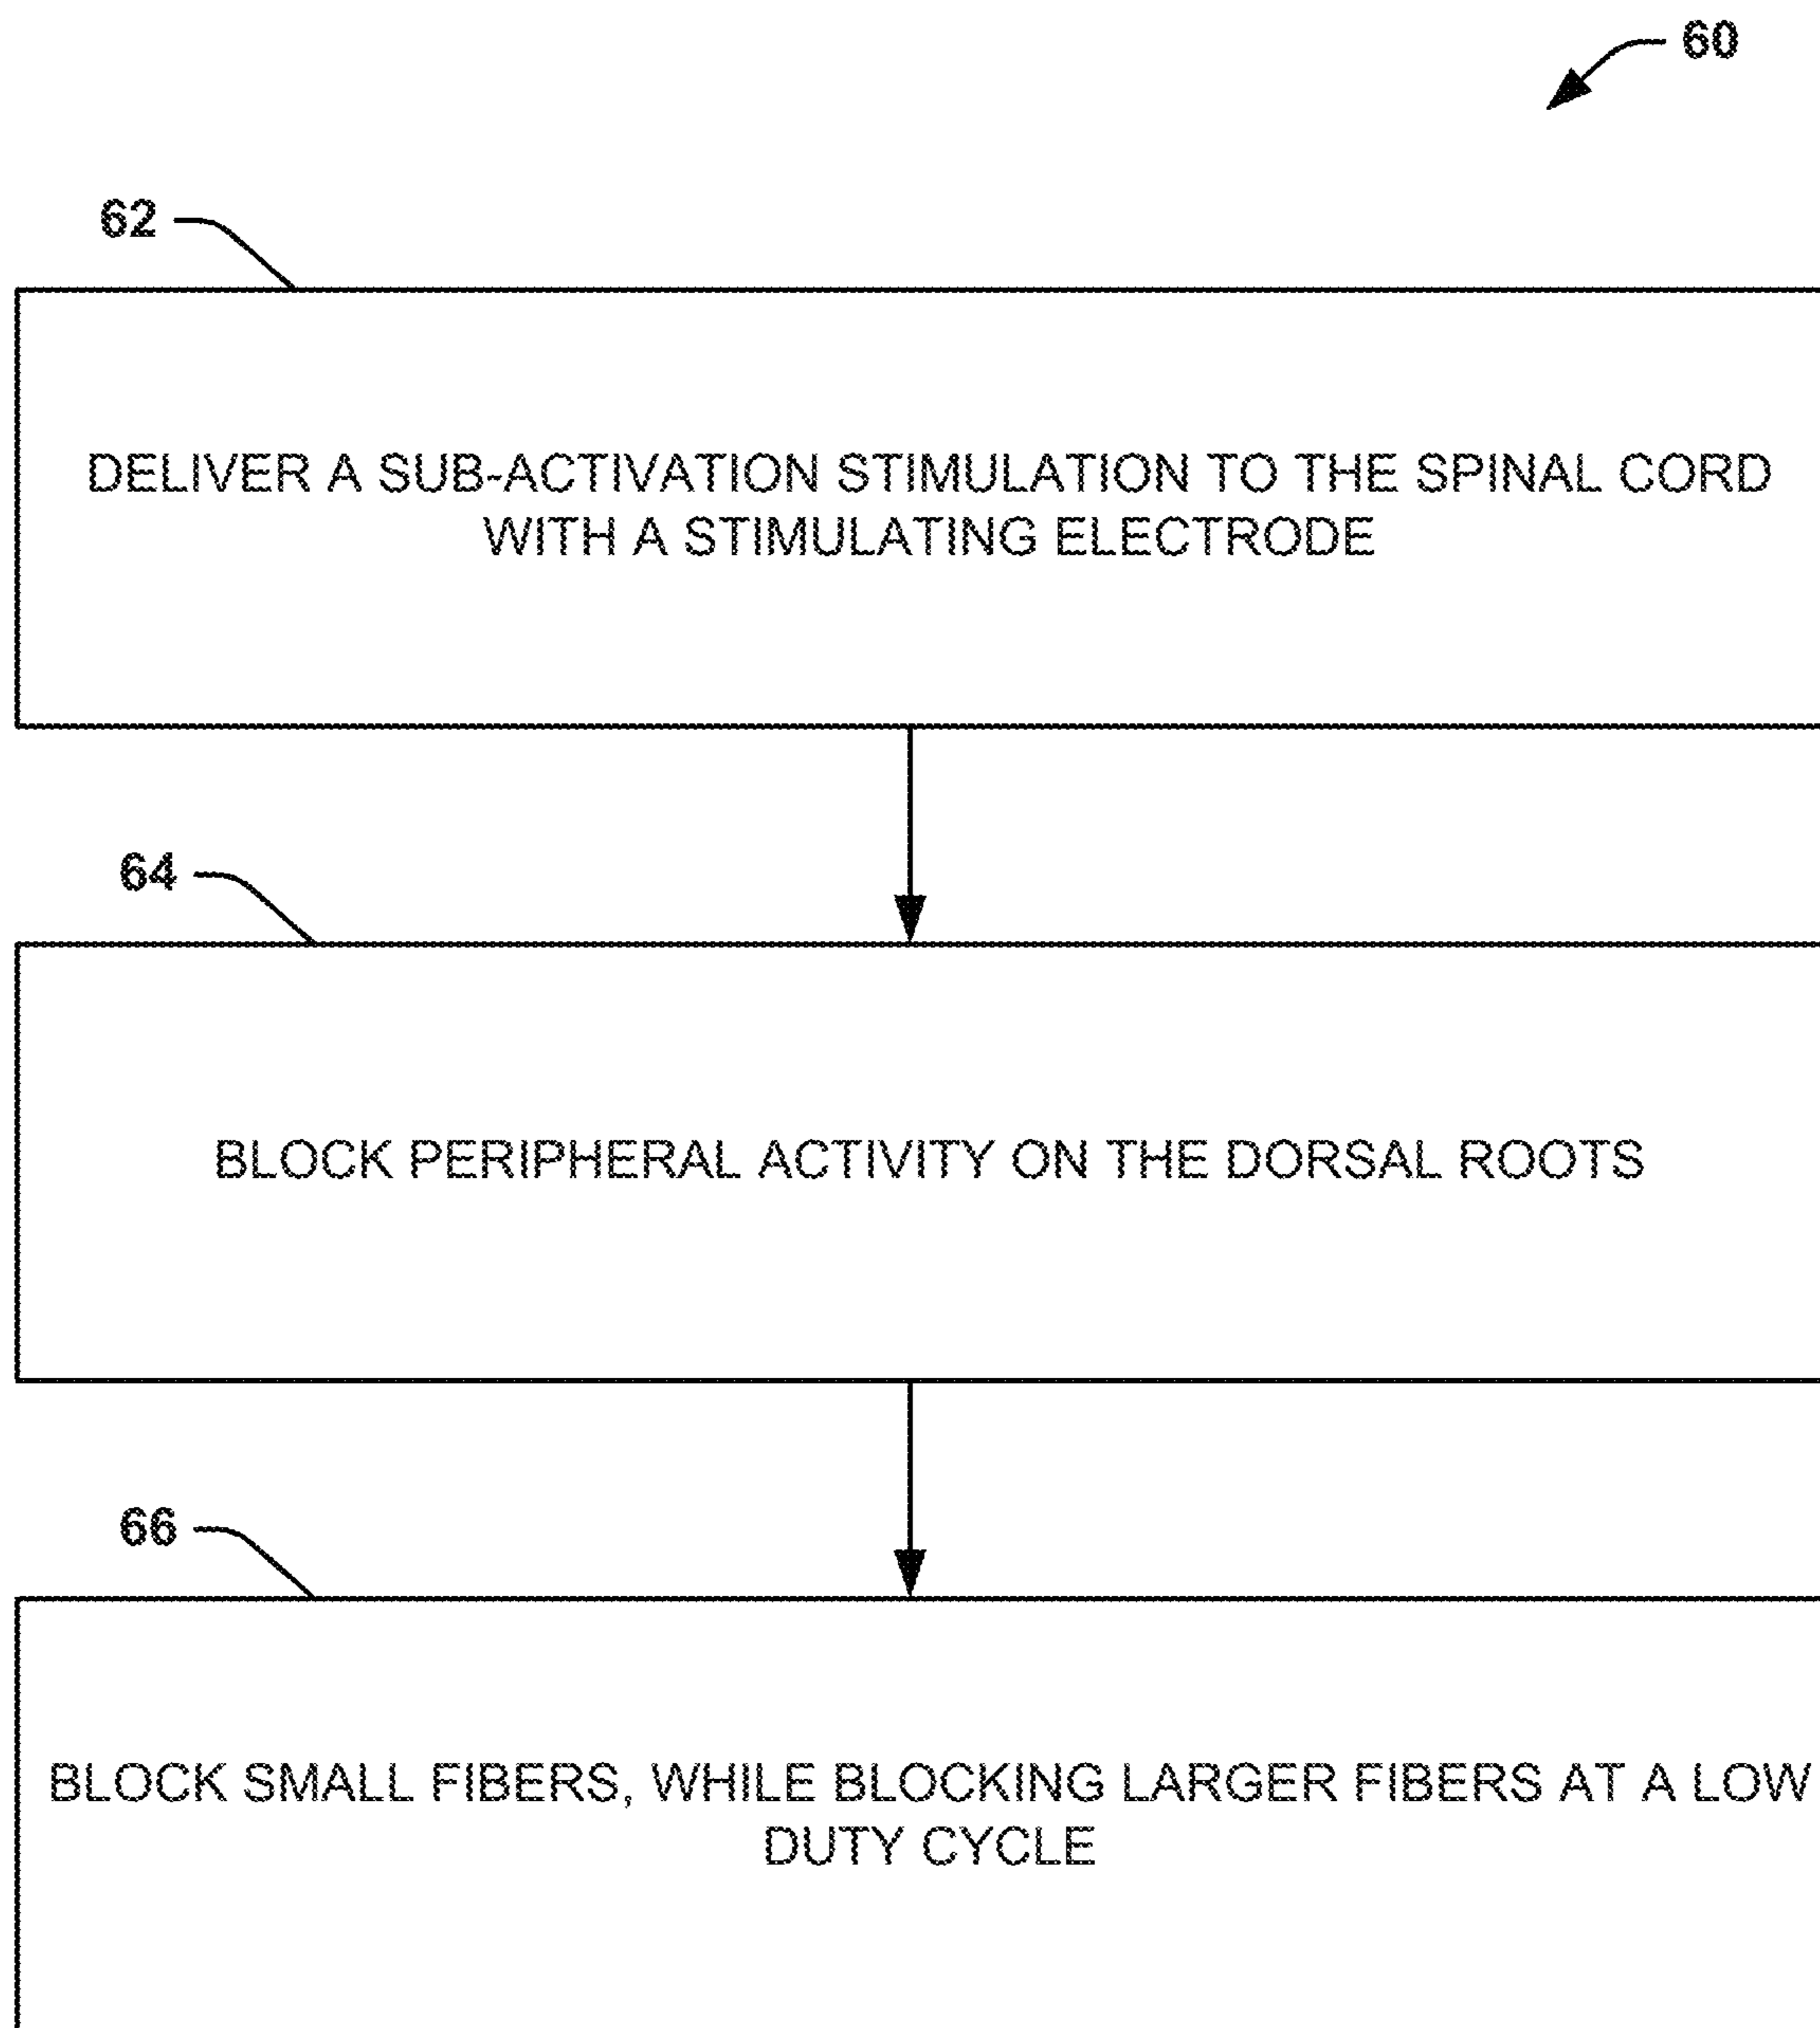 60
62
DELIVER A SUB-ACTIVATION STIMULATION TO THE SPINAL CORD
WITH A STIMULATING ELECTRODE
64
BLOCK PERIPHERAL ACTIVITY ON THE DORSAL ROOTS
66
BLOCK SMALL FIBERS, WHILE BLOCKING LARGER FIBERS AT A LOW
DUTY CYCLE